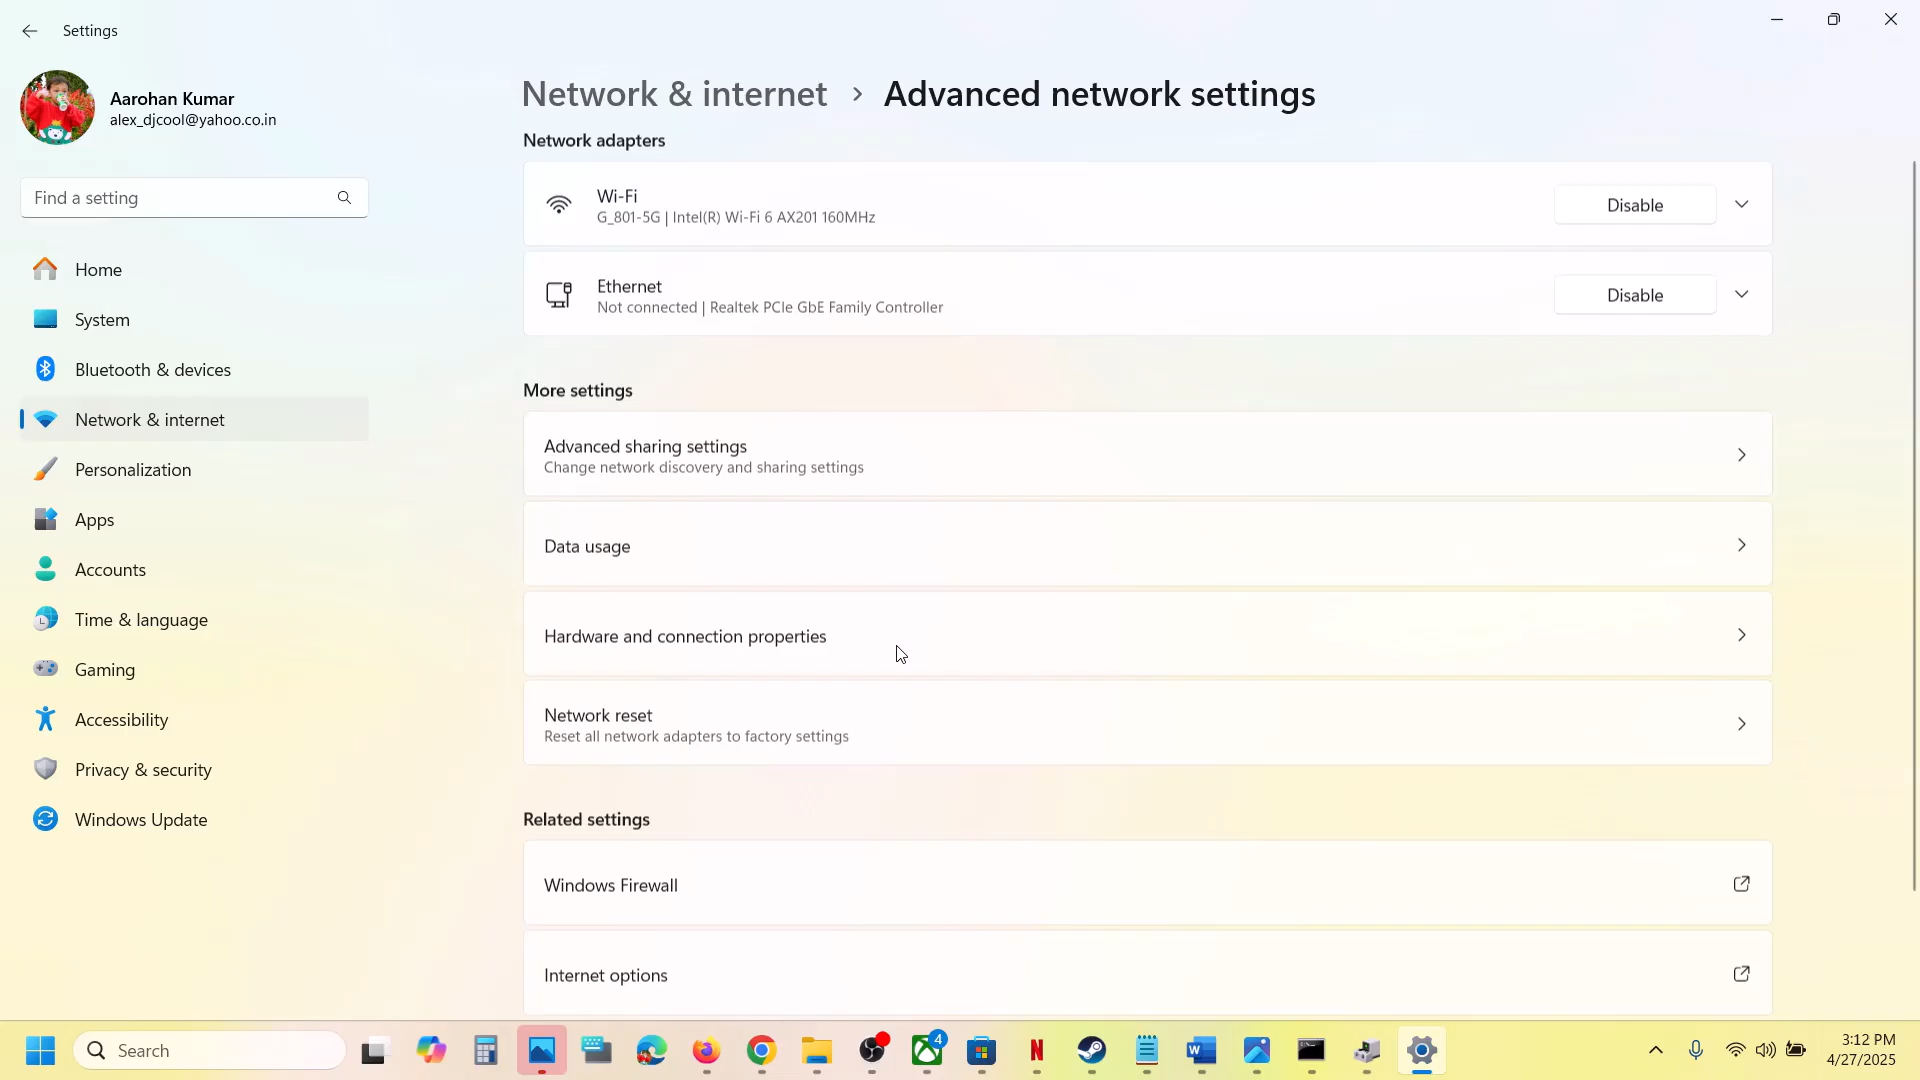 Settings
Aarohan Kumar
alex_djcool@yahoo.co.in
Find a setting
Home
System
Bluetooth & devices
Network & internet
Personalization
Apps
Accounts
Time & language
Gaming
Accessibility
Privacy & security
Windows Update
Network & internet > Advanced network settings
Network adapters
Wi-Fi
G_801-5G | Intel(R) Wi-Fi 6 AX201 160MHz
Disable
Ethernet
Not connected | Realtek PCIe GbE Family Controller
Disable
More settings
Advanced sharing settings
Change network discovery and sharing settings
Data usage
Hardware and connection properties
Network reset
Reset all network adapters to factory settings
Related settings
Windows Firewall
Internet options
Search
4
3:12 PM
4/27/2025